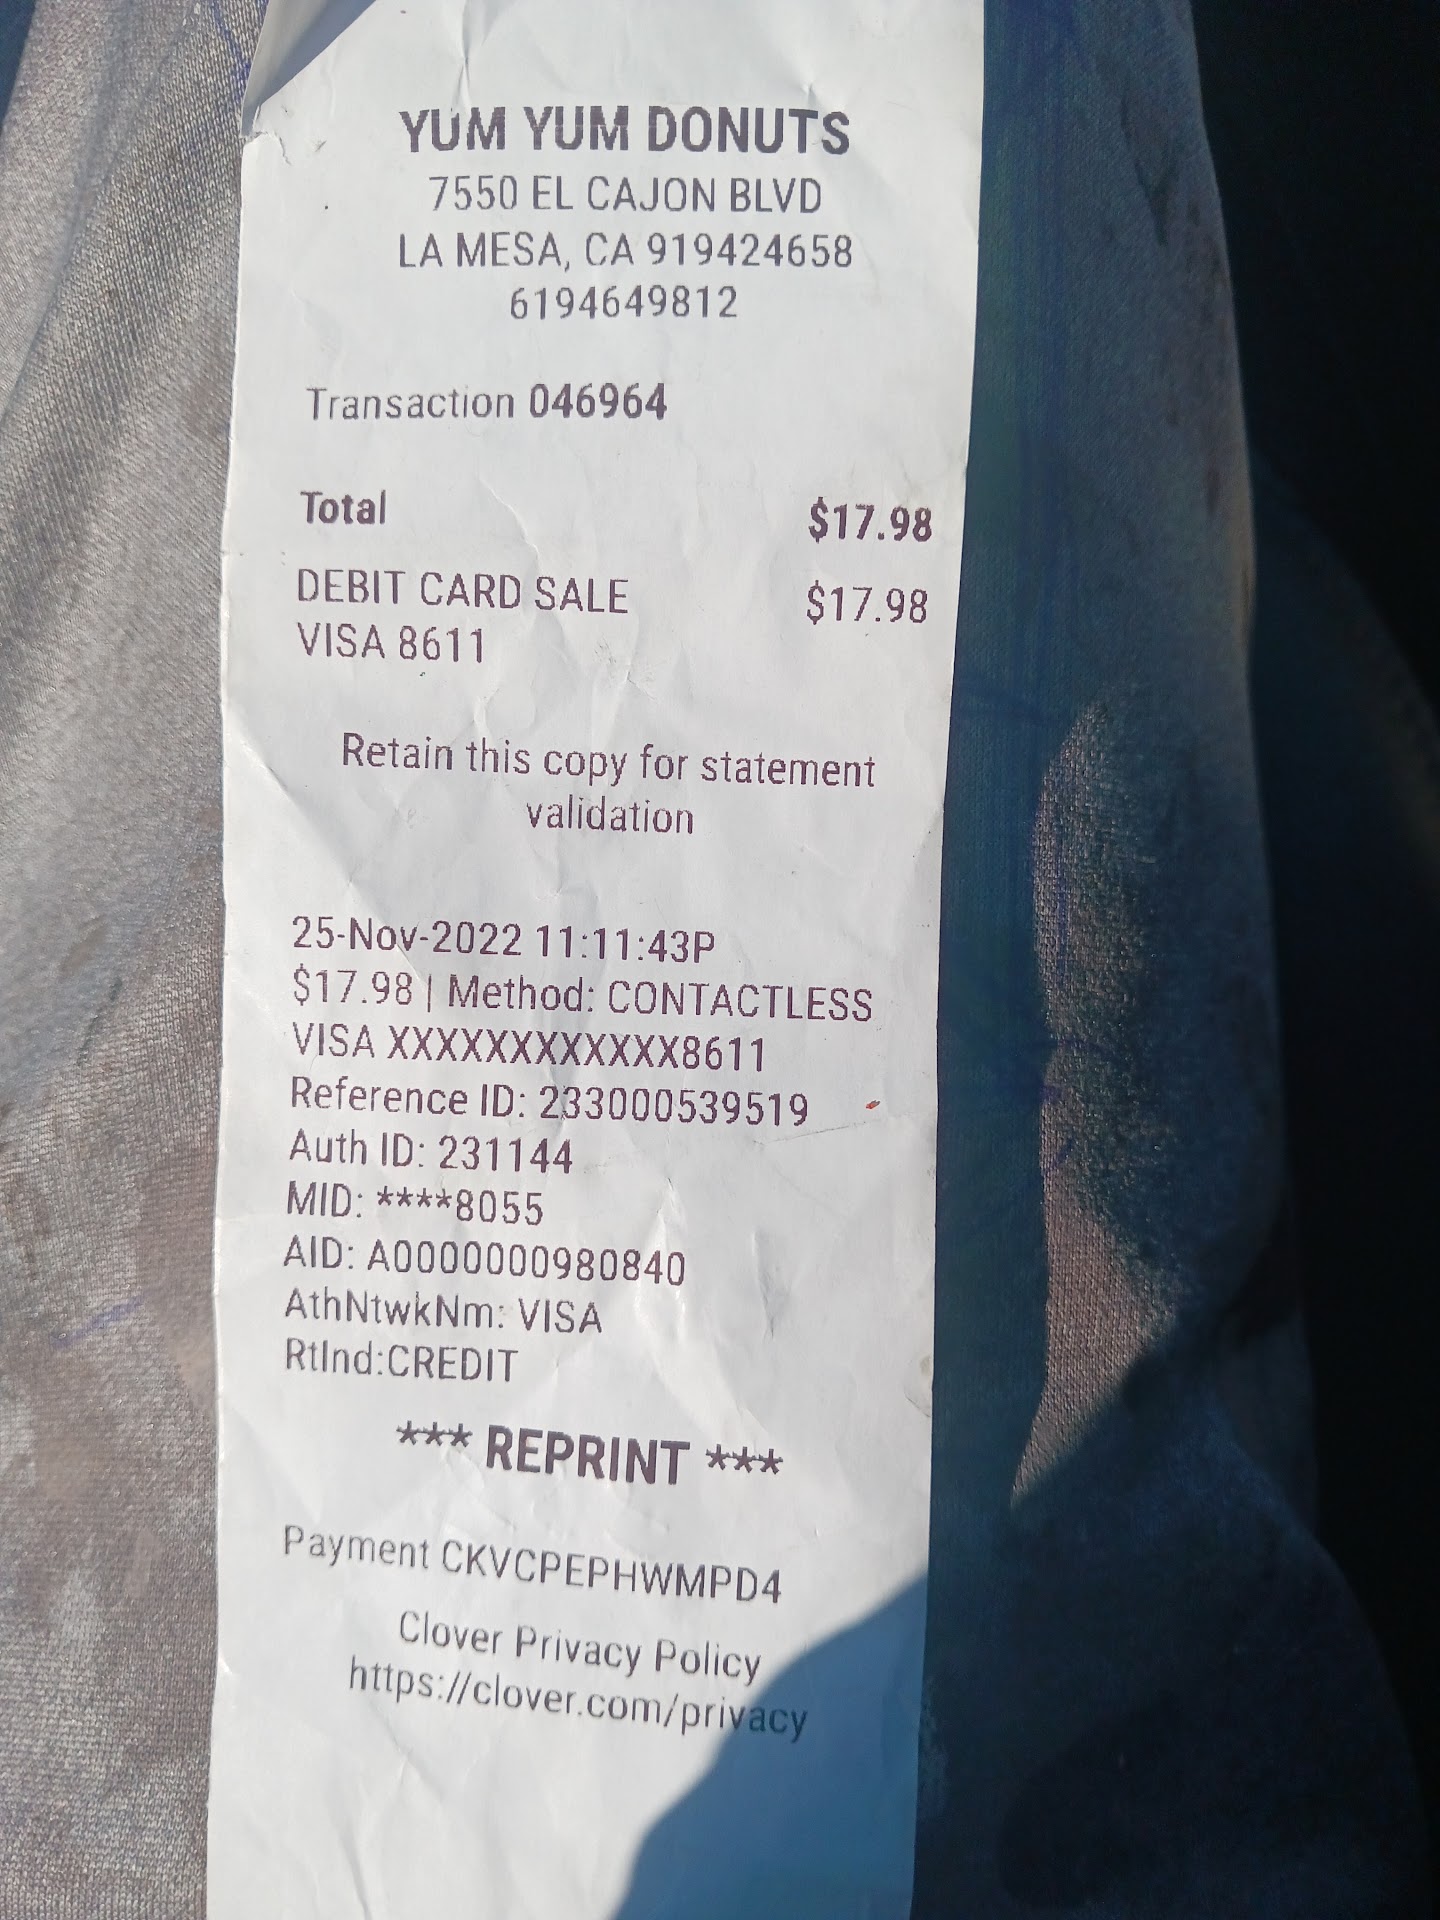 YUM YUM DONUTS
7550 EL CAJON BLVD
LA MESA, CA 919424658
6194649812
Transaction 046964
Total $17.98
DEBIT CARD SALE $17.98
VISA 8611
Retain this copy for statement
validation
25-Nov-2022 11:11:43P
$17.98 | Method: CONTACTLESS
VISA XXXXXXXXXXXX8611
Reference ID: 233000539519
Auth ID: 231144
MID: ****8055
AID: A0000000980840
AthNtwkNm: VISA
RtInd:CREDIT
*** REPRINT ***
Payment CKVCPEPHWMPD4
Clover Privacy Policy
https://clover.com/privacy